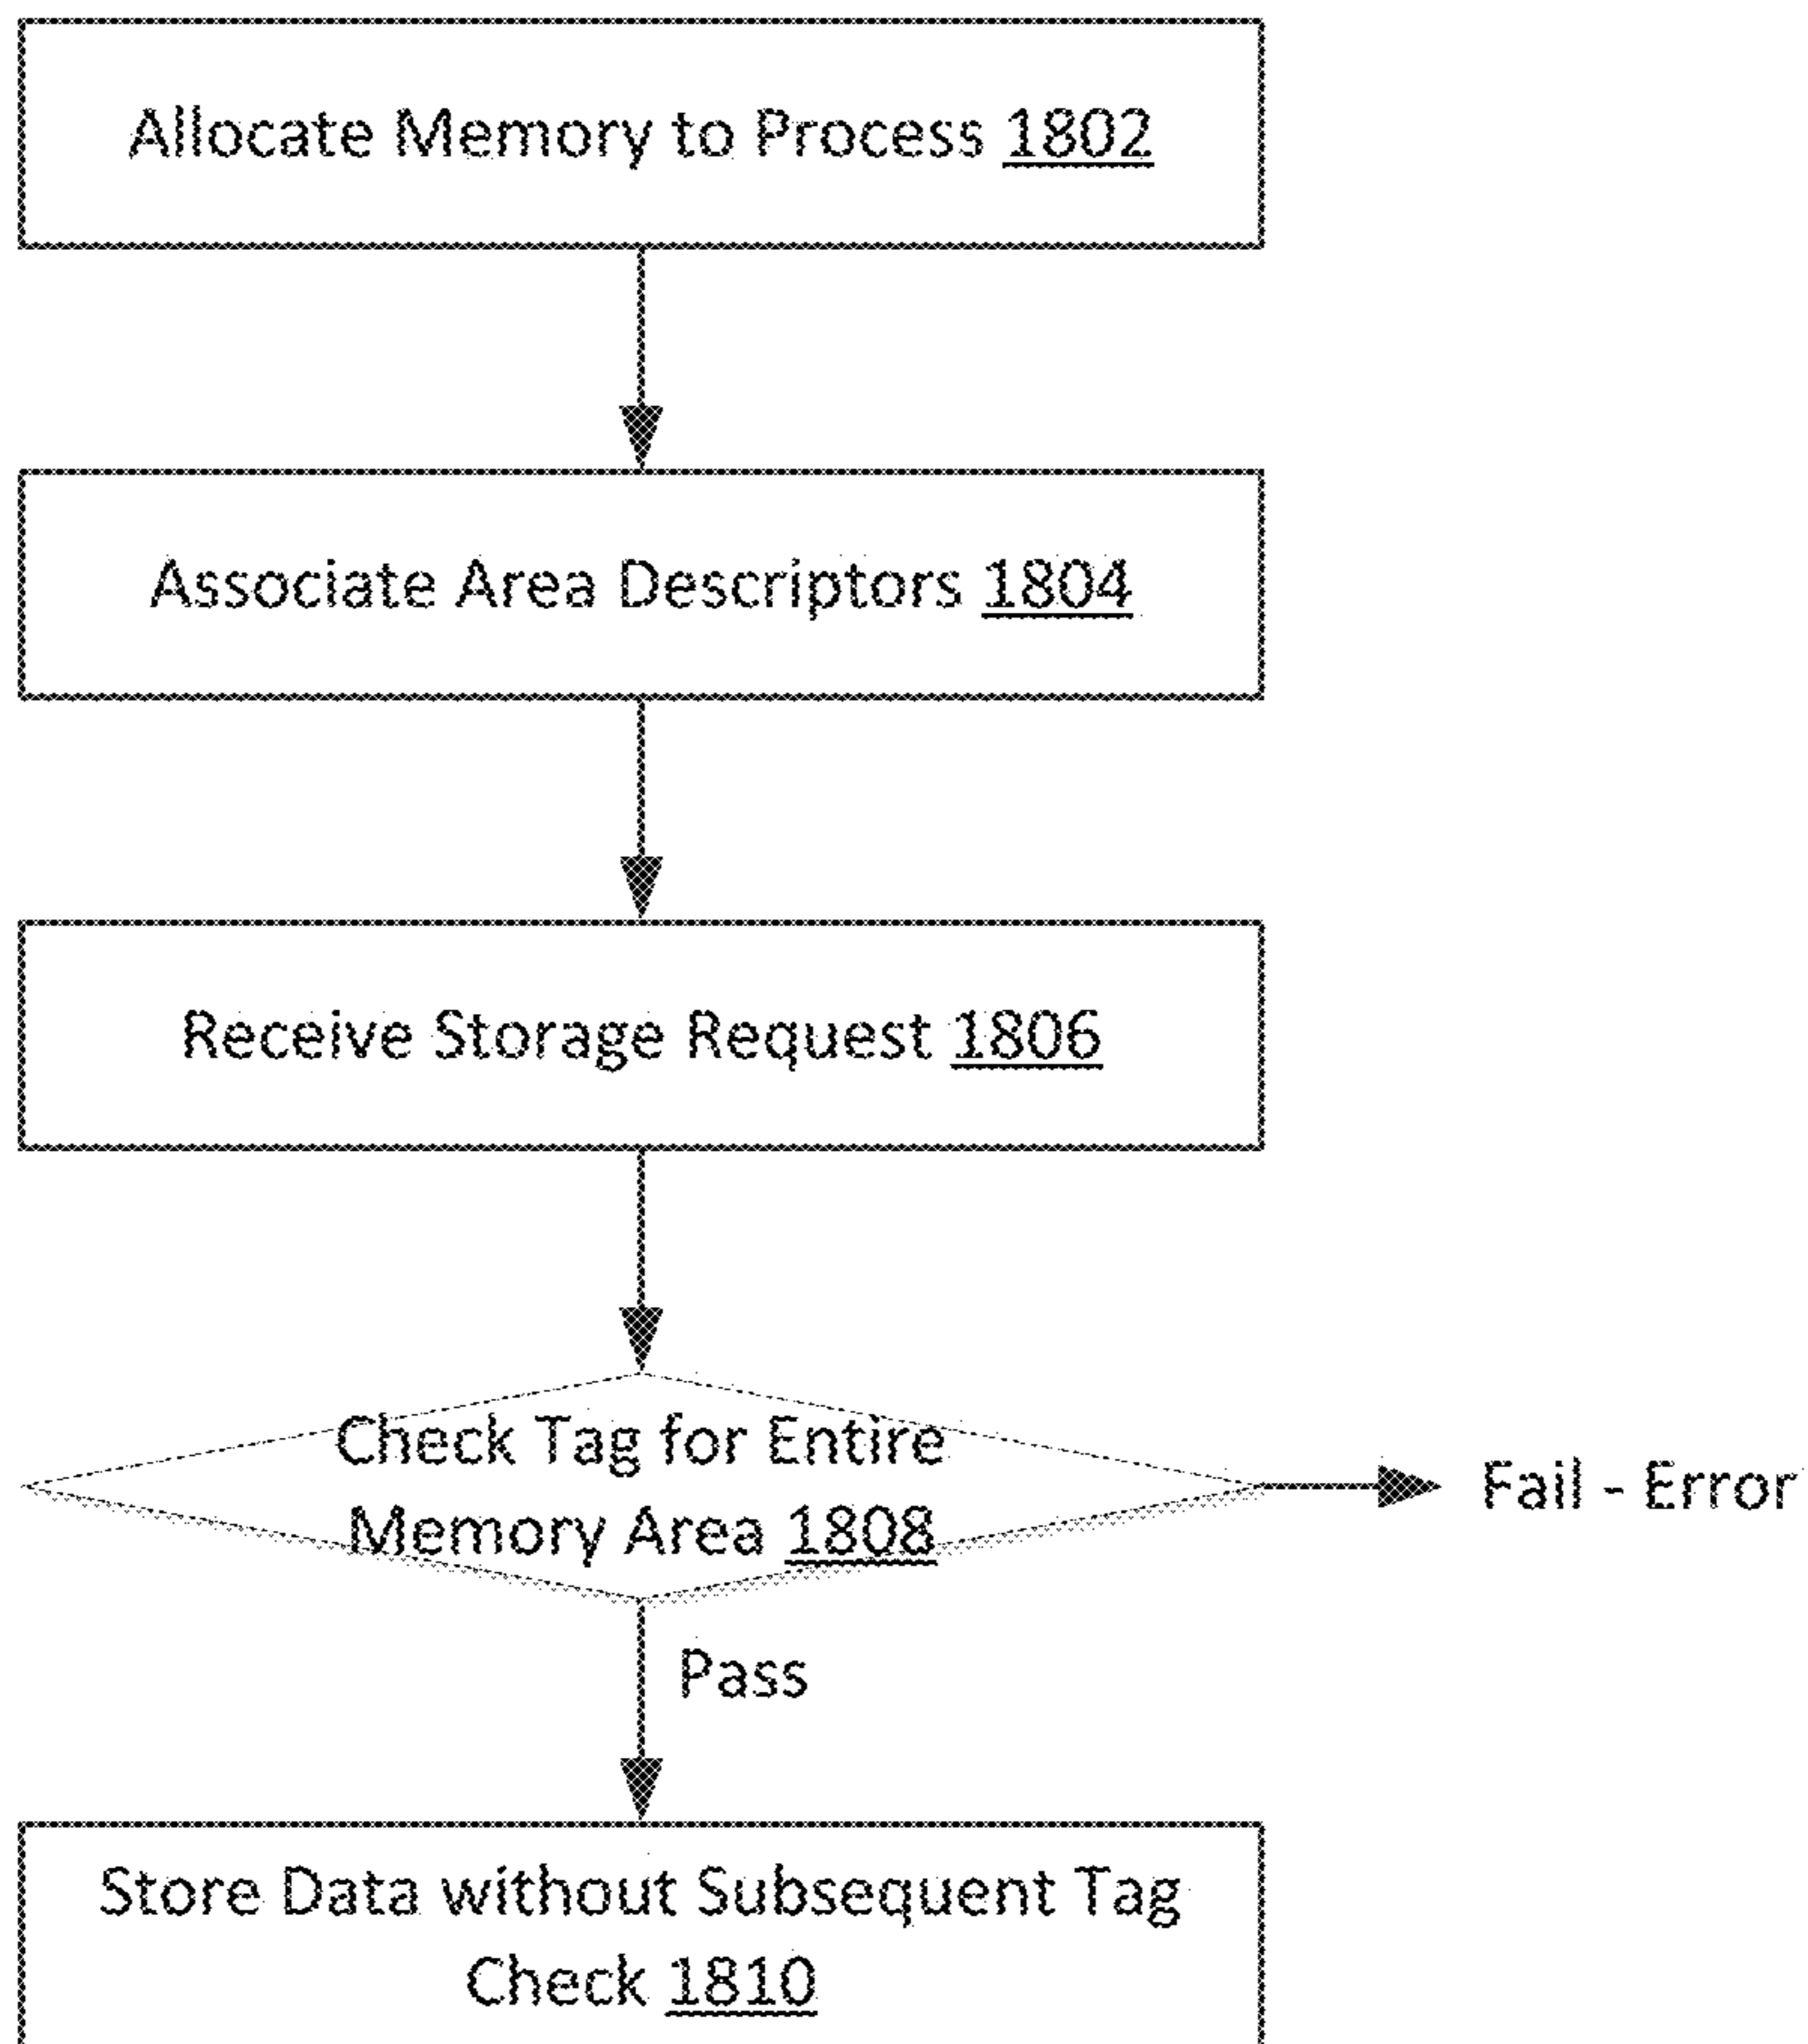 Allocate Memory to Process 1802
Associate Area Descriptors 1804
Receive Storage Request 1806
Check Tag for Entire
Memory Area 1808
Fail - Error
Pass
Store Data without Subsequent Tag
Check 1810